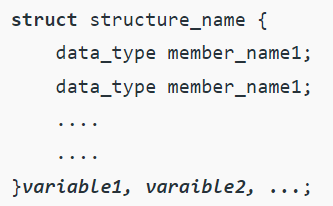 struct structure_name {
data_type member_name1;
data_type member_name1;
....
....
}variable1, varaible2, ...;